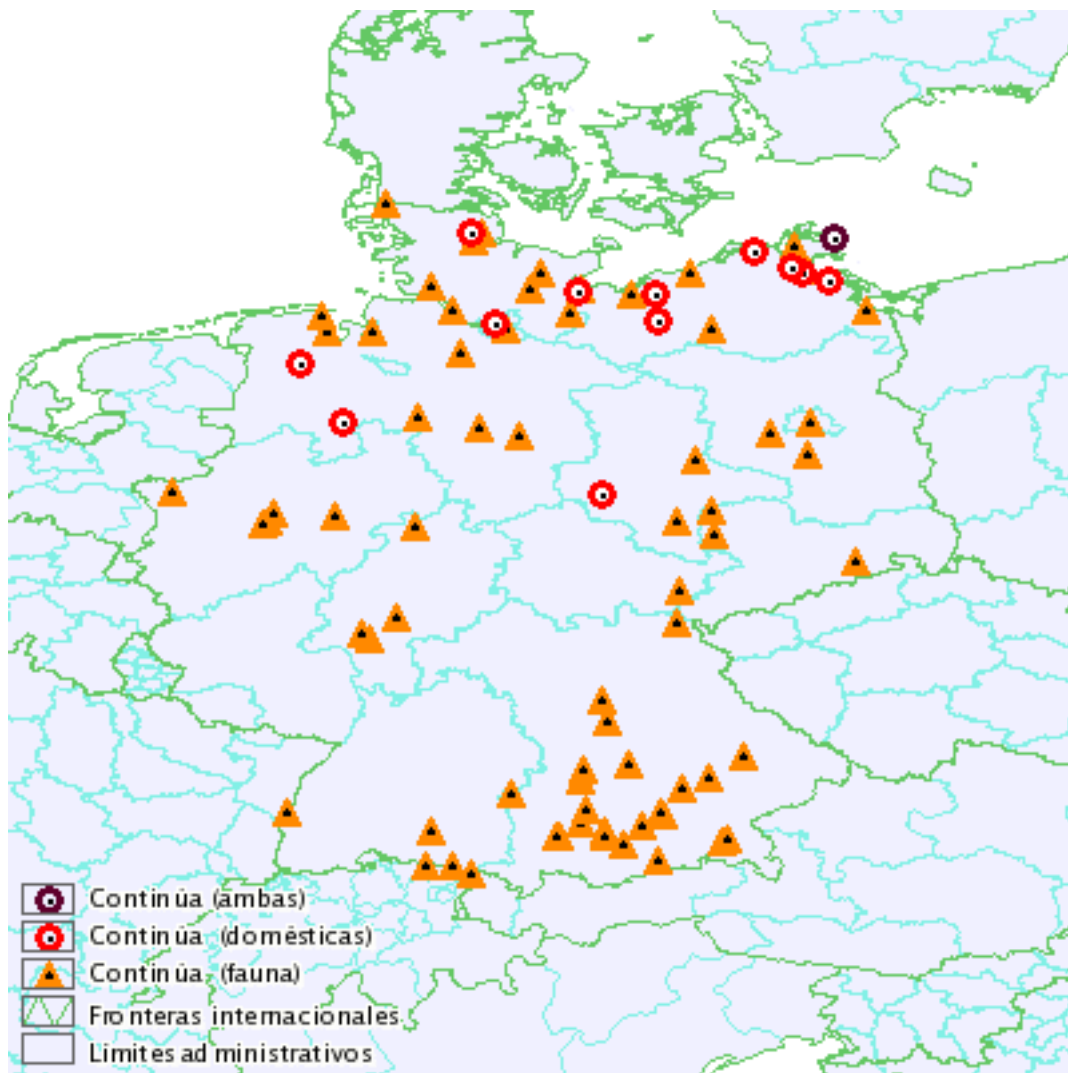 Continúa (ambas)
Continúa (domésticas)
Continúa (fauna)
Fronteras internacionales
Límites administrativos